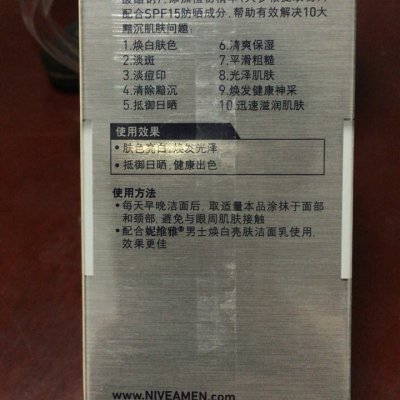 配合SPF15防晒成分, 帮助有效解决10大
黯沉肌肤问题:
1.焕白肤色 6.清爽保湿
2.淡斑 7.平滑粗糙
3.淡痘印 8.光泽肌肤
4.清除黯沉 9.焕发健康神采
5.抵御日晒 10.迅速滋润肌肤
使用效果
• 肤色亮白, 焕发光泽
• 抵御日晒, 健康出色
使用方法
• 每天早晚洁面后, 取适量本品涂抹于面部
和颈部, 避免与眼周肌肤接触
• 配合妮维雅®男士焕白亮肤洁面乳使用,
效果更佳
www.NIVEAMEN.com